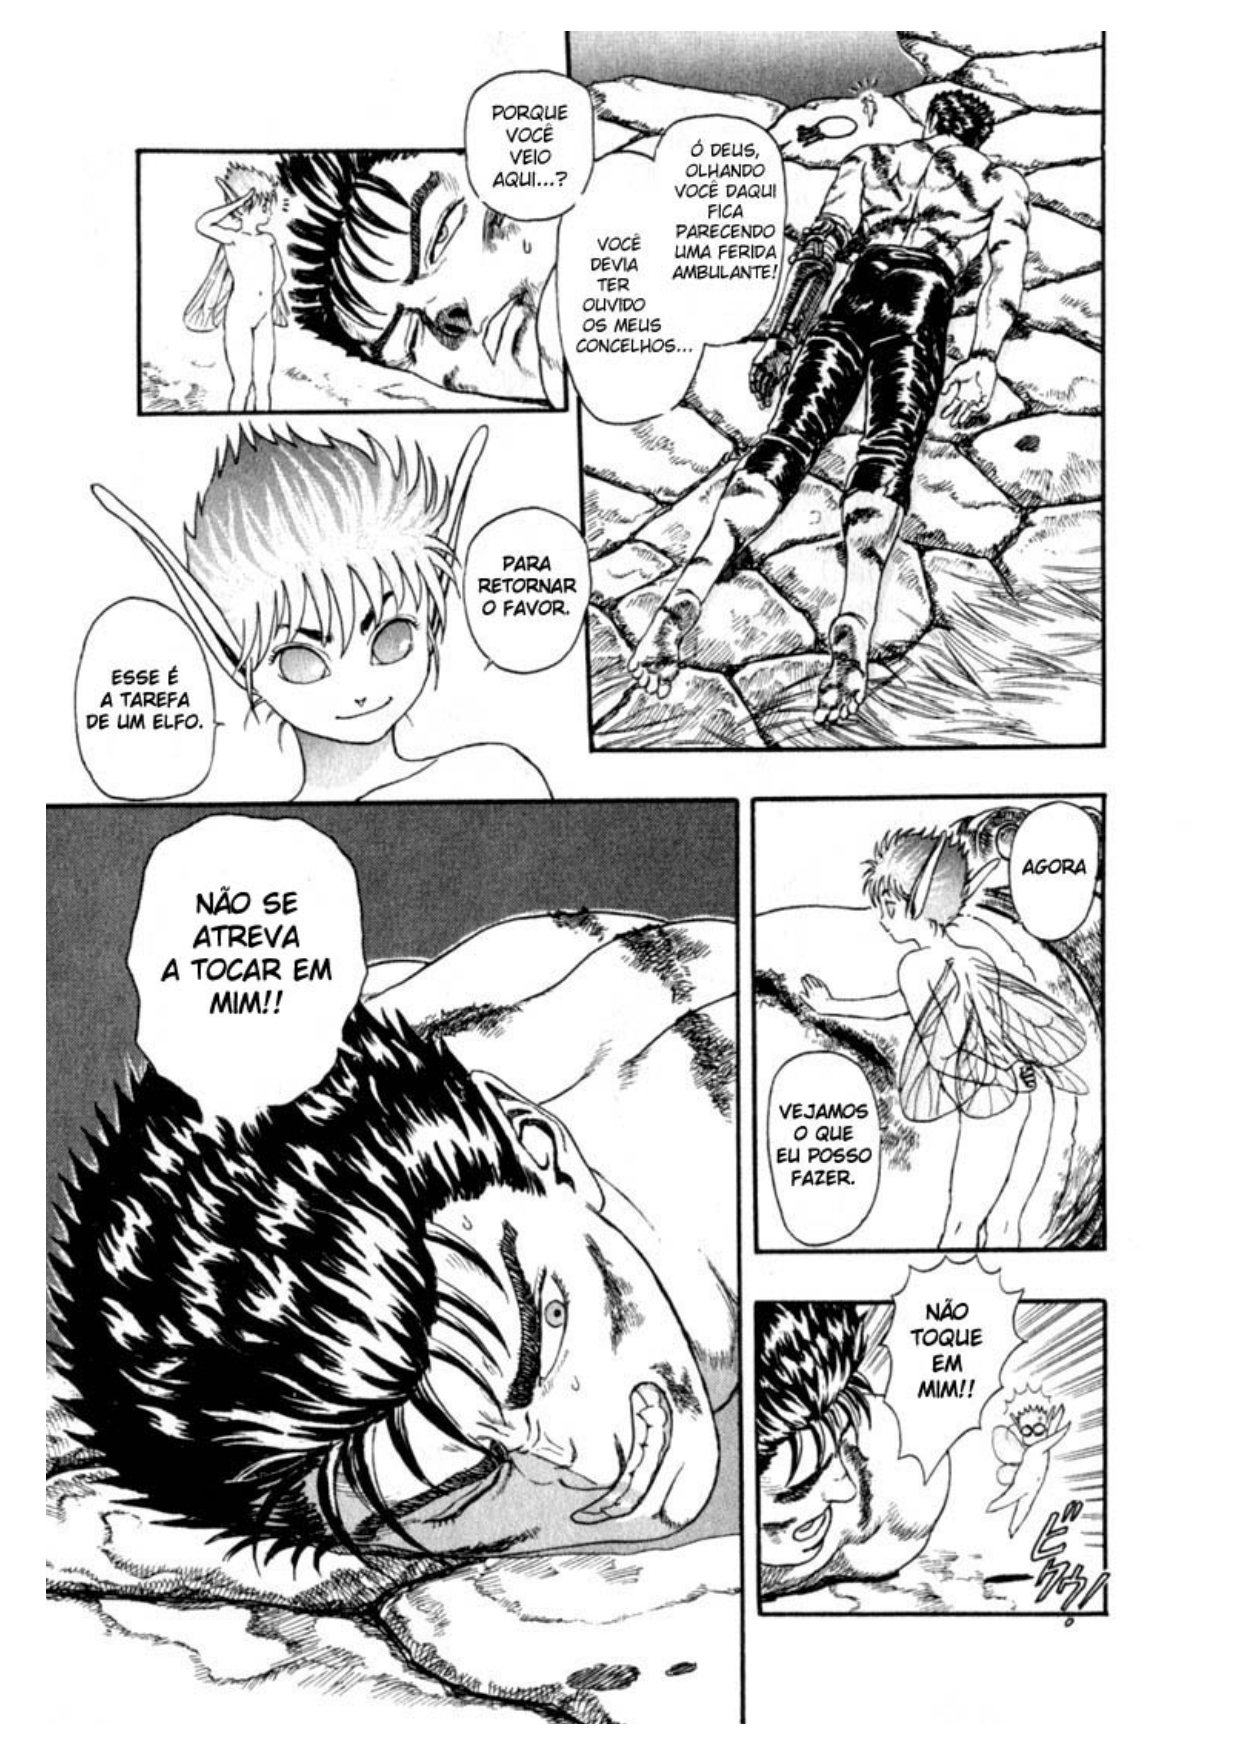 Ó DEUS,
OLHANDO
VOCÊ DAQUI
FICA
PARECENDO
UMA FERIDA
AMBULANTE!
VOCÊ
DEVIA
TER
OUVIDO
OS MEUS
CONCELHOS...
PORQUE
VOCÊ
VEIO
AQUI...?
PARA
RETORNAR
O FAVOR.
ESSE É
A TAREFA
DE UM ELFO.
AGORA
VEJAMOS
O QUE
EU POSSO
FAZER.
NÃO
TOQUE
EM
MIM!!
ビクゥッ
NÃO SE
ATREVA
A TOCAR EM
MIM!!